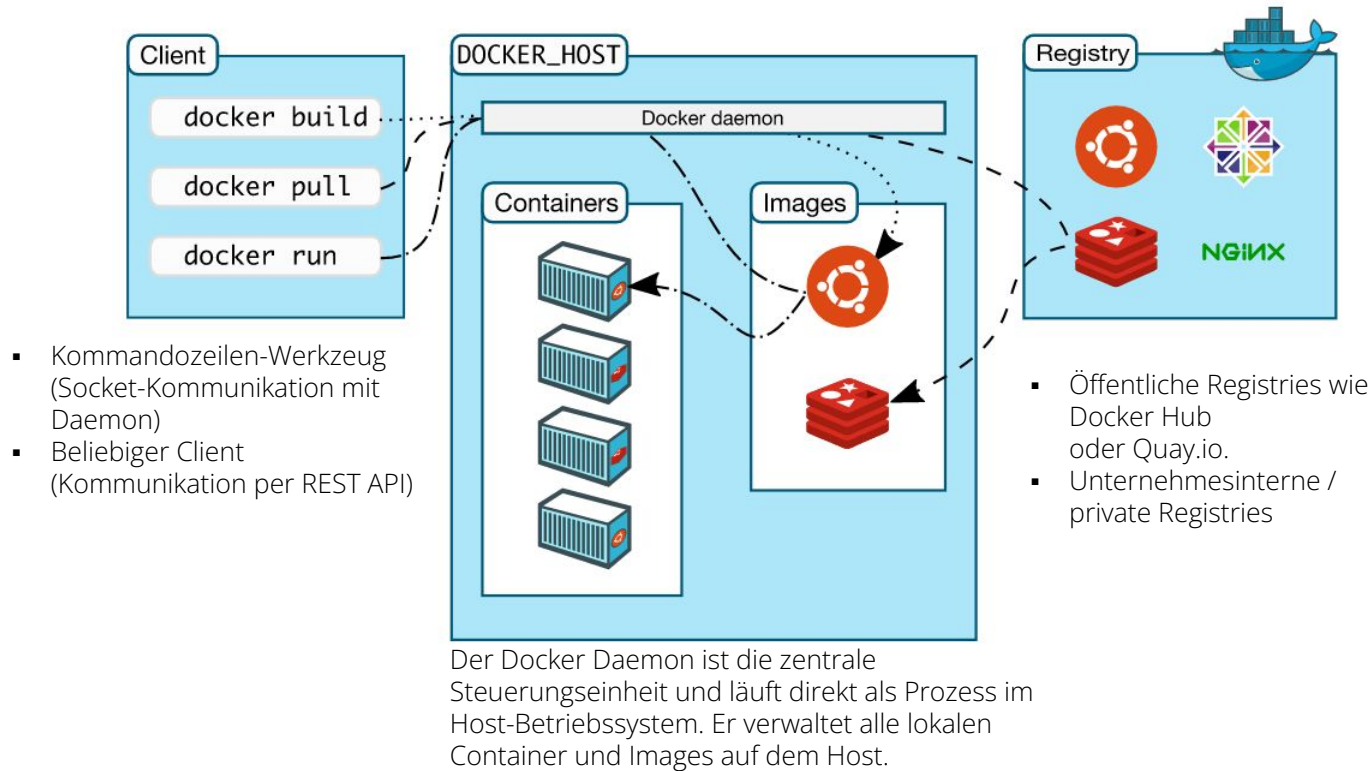 Client
docker build
docker pull
docker run
DOCKER_HOST
Docker daemon
Containers
Images
Registry
NGiNX
▪ Kommandozeilen-Werkzeug
(Socket-Kommunikation mit
Daemon)
▪ Beliebiger Client
(Kommunikation per REST API)
Der Docker Daemon ist die zentrale
Steuerungseinheit und läuft direkt als Prozess im
Host-Betriebssystem. Er verwaltet alle lokalen
Container und Images auf dem Host.
▪ Öffentliche Registries wie
Docker Hub
oder Quay.io.
▪ Unternehmesinterne /
private Registries